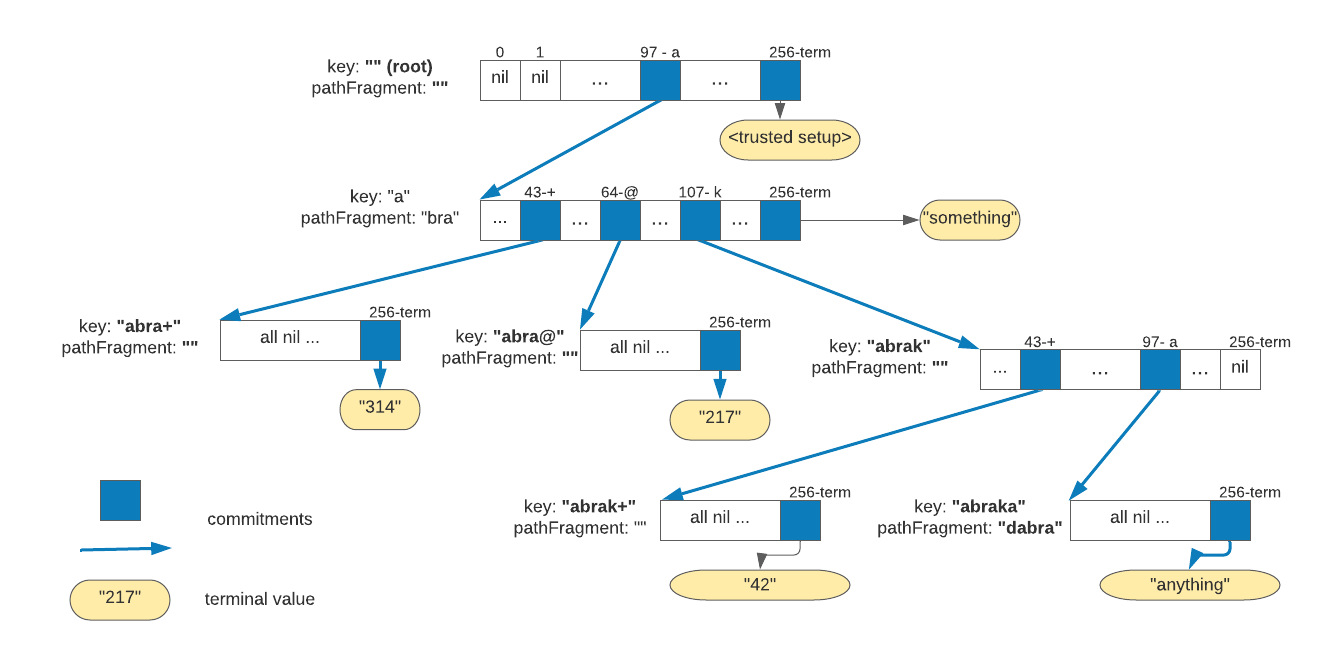 0 1 97 - a 256-term
key: "" (root)
pathFragment: ""
nil nil ... ...
<trusted setup>
43-+ 64-@ 107- k 256-term
key: "a"
pathFragment: "bra"
... ... ... ...
"something"
256-term
key: "abra+"
pathFragment: ""
all nil ...
"314"
256-term
key: "abra@"
pathFragment: ""
all nil ...
"217"
43-+ 97- a 256-term
key: "abrak"
pathFragment: ""
... ... ... nil
256-term
key: "abrak+"
pathFragment: ""
all nil ...
"42"
256-term
key: "abraka"
pathFragment: "dabra"
all nil ...
"anything"
commitments
"217" terminal value